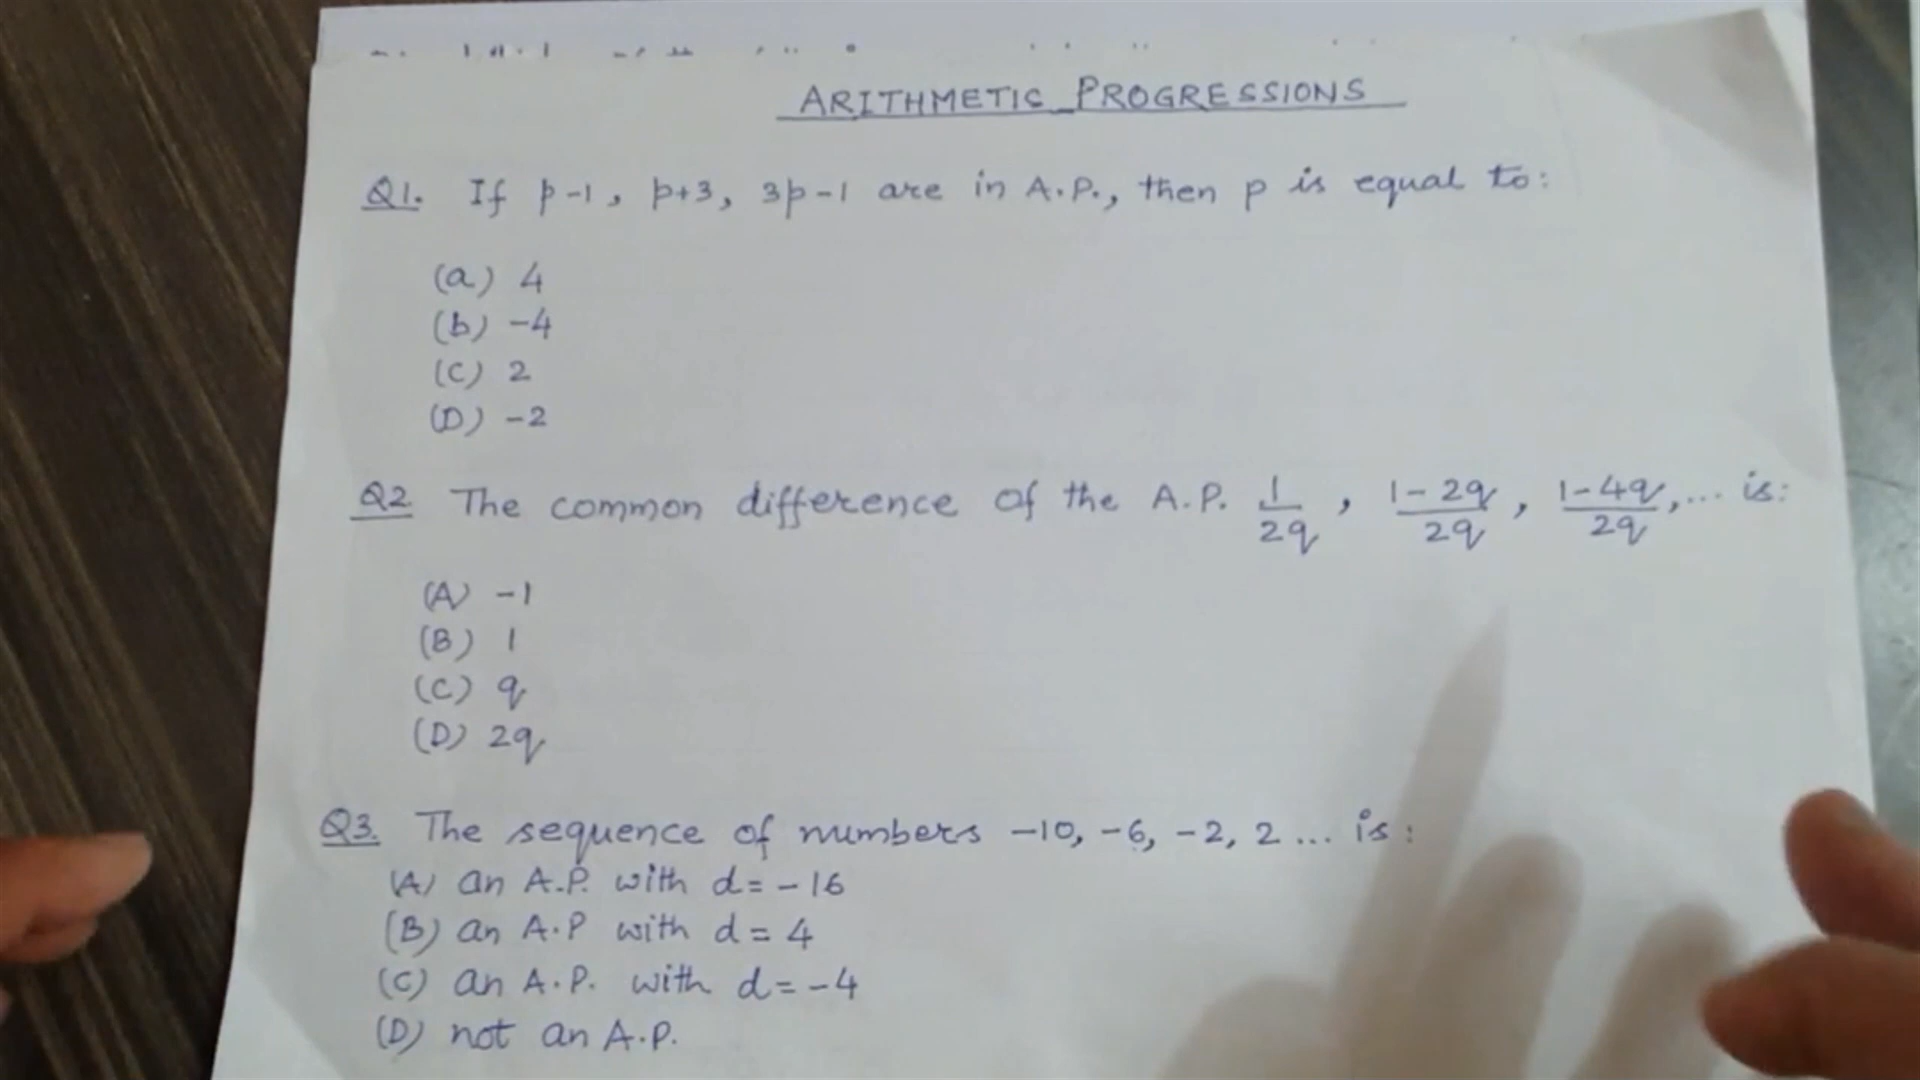 ARITHMETIC PROGRESSIONS
Q1. If p-1, p+3, 3p-1 are in A.P., then p is equal to:
(a) 4
(b) -4
(C) 2
(D) -2
Q2 The common difference of the A.P. 1/2q, 1-2q/2q, 1-4q/2q,... is:
(A) -1
(B) 1
(C) q
(D) 2q
Q3. The sequence of numbers -10, -6, -2, 2 ... is:
(A) an A.P. with d=-16
(B) an A.P with d=4
(C) an A.P. with d=-4
(D) not an A.P.